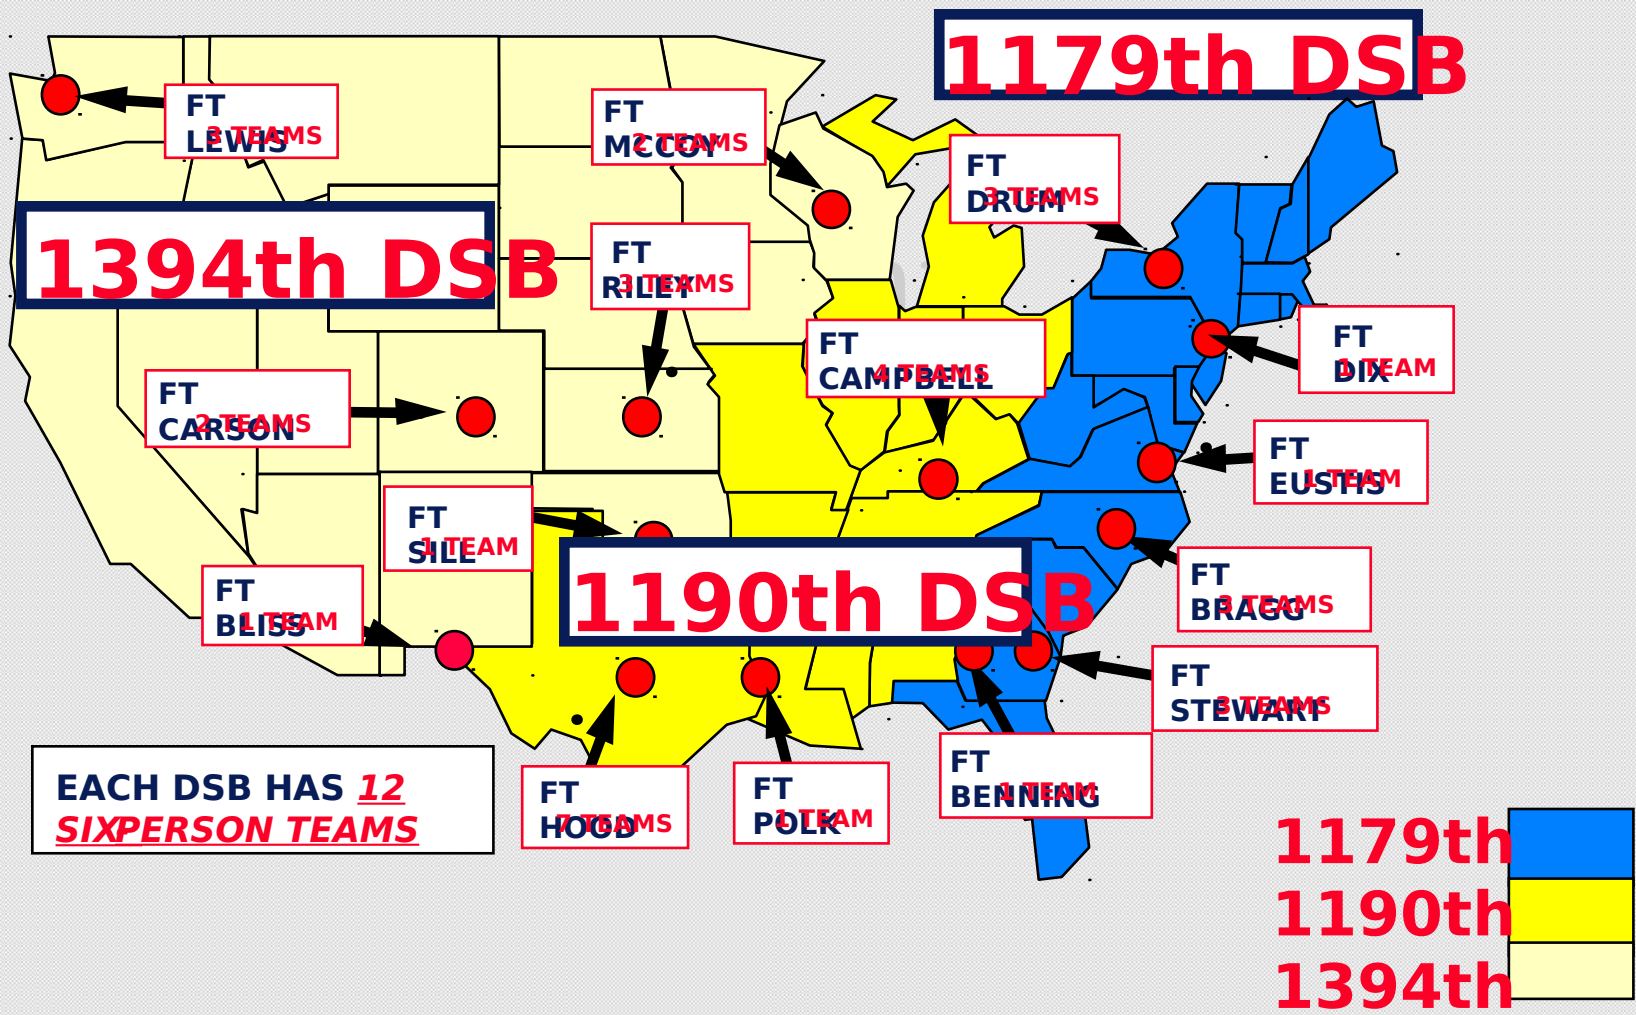 1179th DSB
FT
LEWIS
3 TEAMS
FT
MCCOY
2 TEAMS
FT
DRUM
3 TEAMS
1394th DSB
FT
RILEY
3 TEAMS
FT
CAMPBELL
4 TEAMS
FT
DIX
1 TEAM
FT
CARSON
2 TEAMS
FT
EUSTIS
1 TEAM
FT
SILL
1 TEAM
FT
BLISS
1 TEAM
1190th DSB
FT
BRAGG
3 TEAMS
FT
STEWART
3 TEAMS
FT
HOOD
7 TEAMS
FT
POLK
1 TEAM
FT
BENNING
1 TEAM
EACH DSB HAS 12
SIXPERSON TEAMS
1179th
1190th
1394th